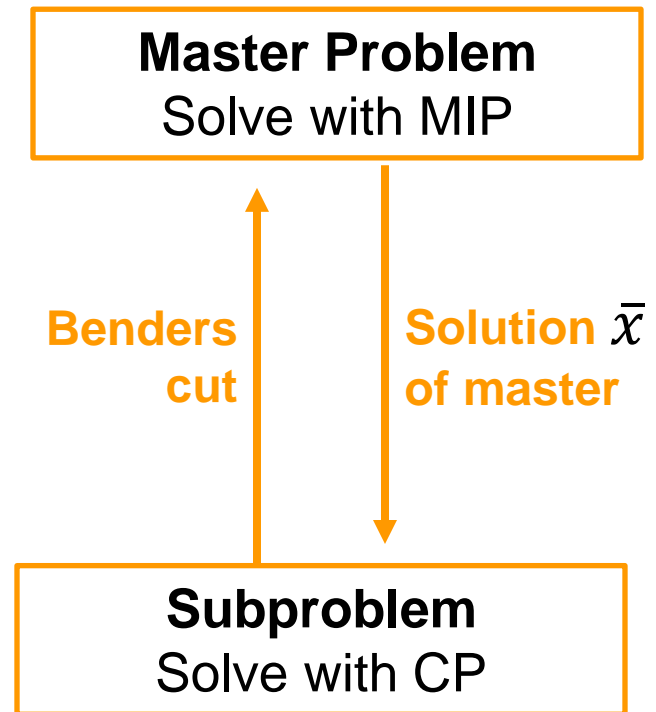 Master Problem
Solve with MIP
Benders
cut
Solution x̄
of master
Subproblem
Solve with CP